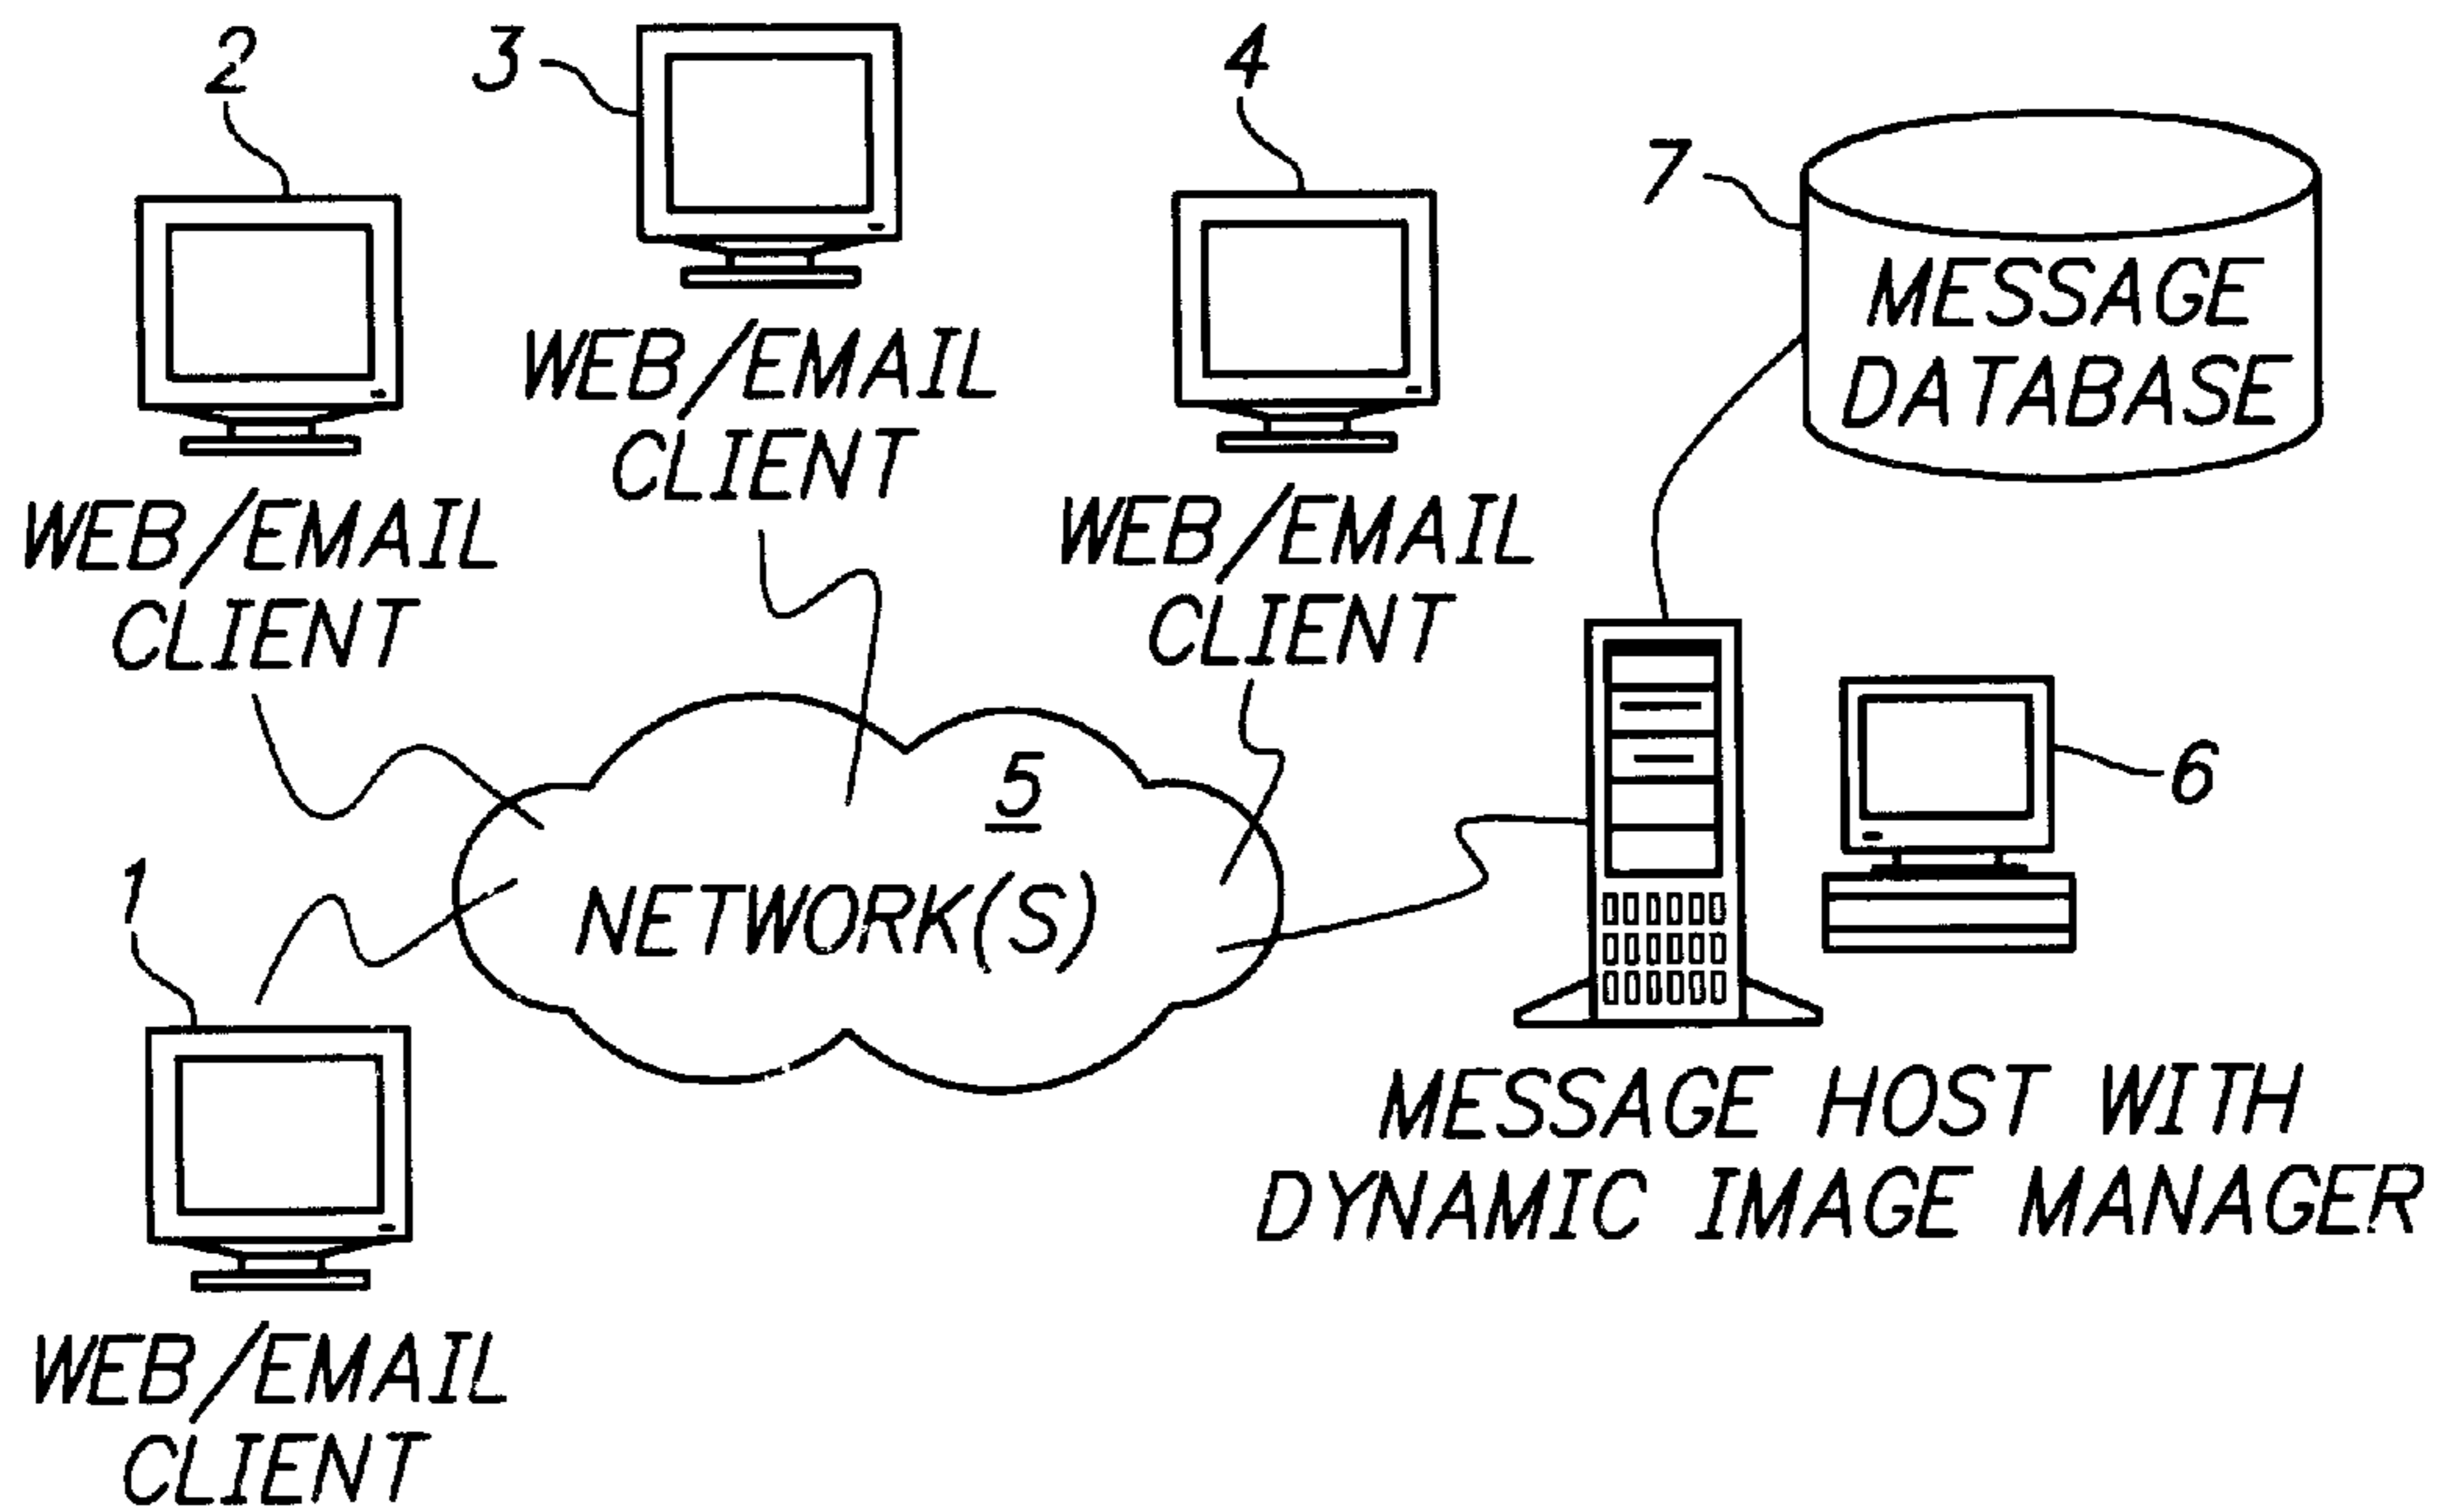 2
3
4
7
MESSAGE
DATABASE
WEB/EMAIL
CLIENT
WEB/EMAIL
CLIENT
WEB/EMAIL
CLIENT
5
NETWORK(S)
6
1
MESSAGE HOST WITH
DYNAMIC IMAGE MANAGER
WEB/EMAIL
CLIENT